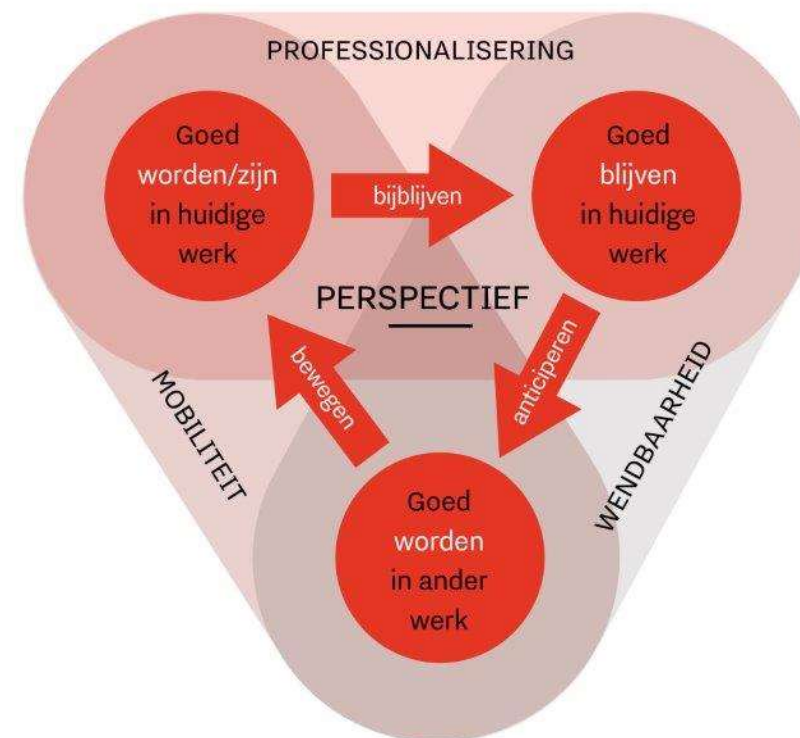 PROFESSIONALISERING
Goed
worden/zijn
in huidige
werk
bijblijven
Goed
blijven
in huidige
werk
PERSPECTIEF
bewegen
anticiperen
MOBILITEIT
WENDBAARHEID
Goed
worden
in ander
werk